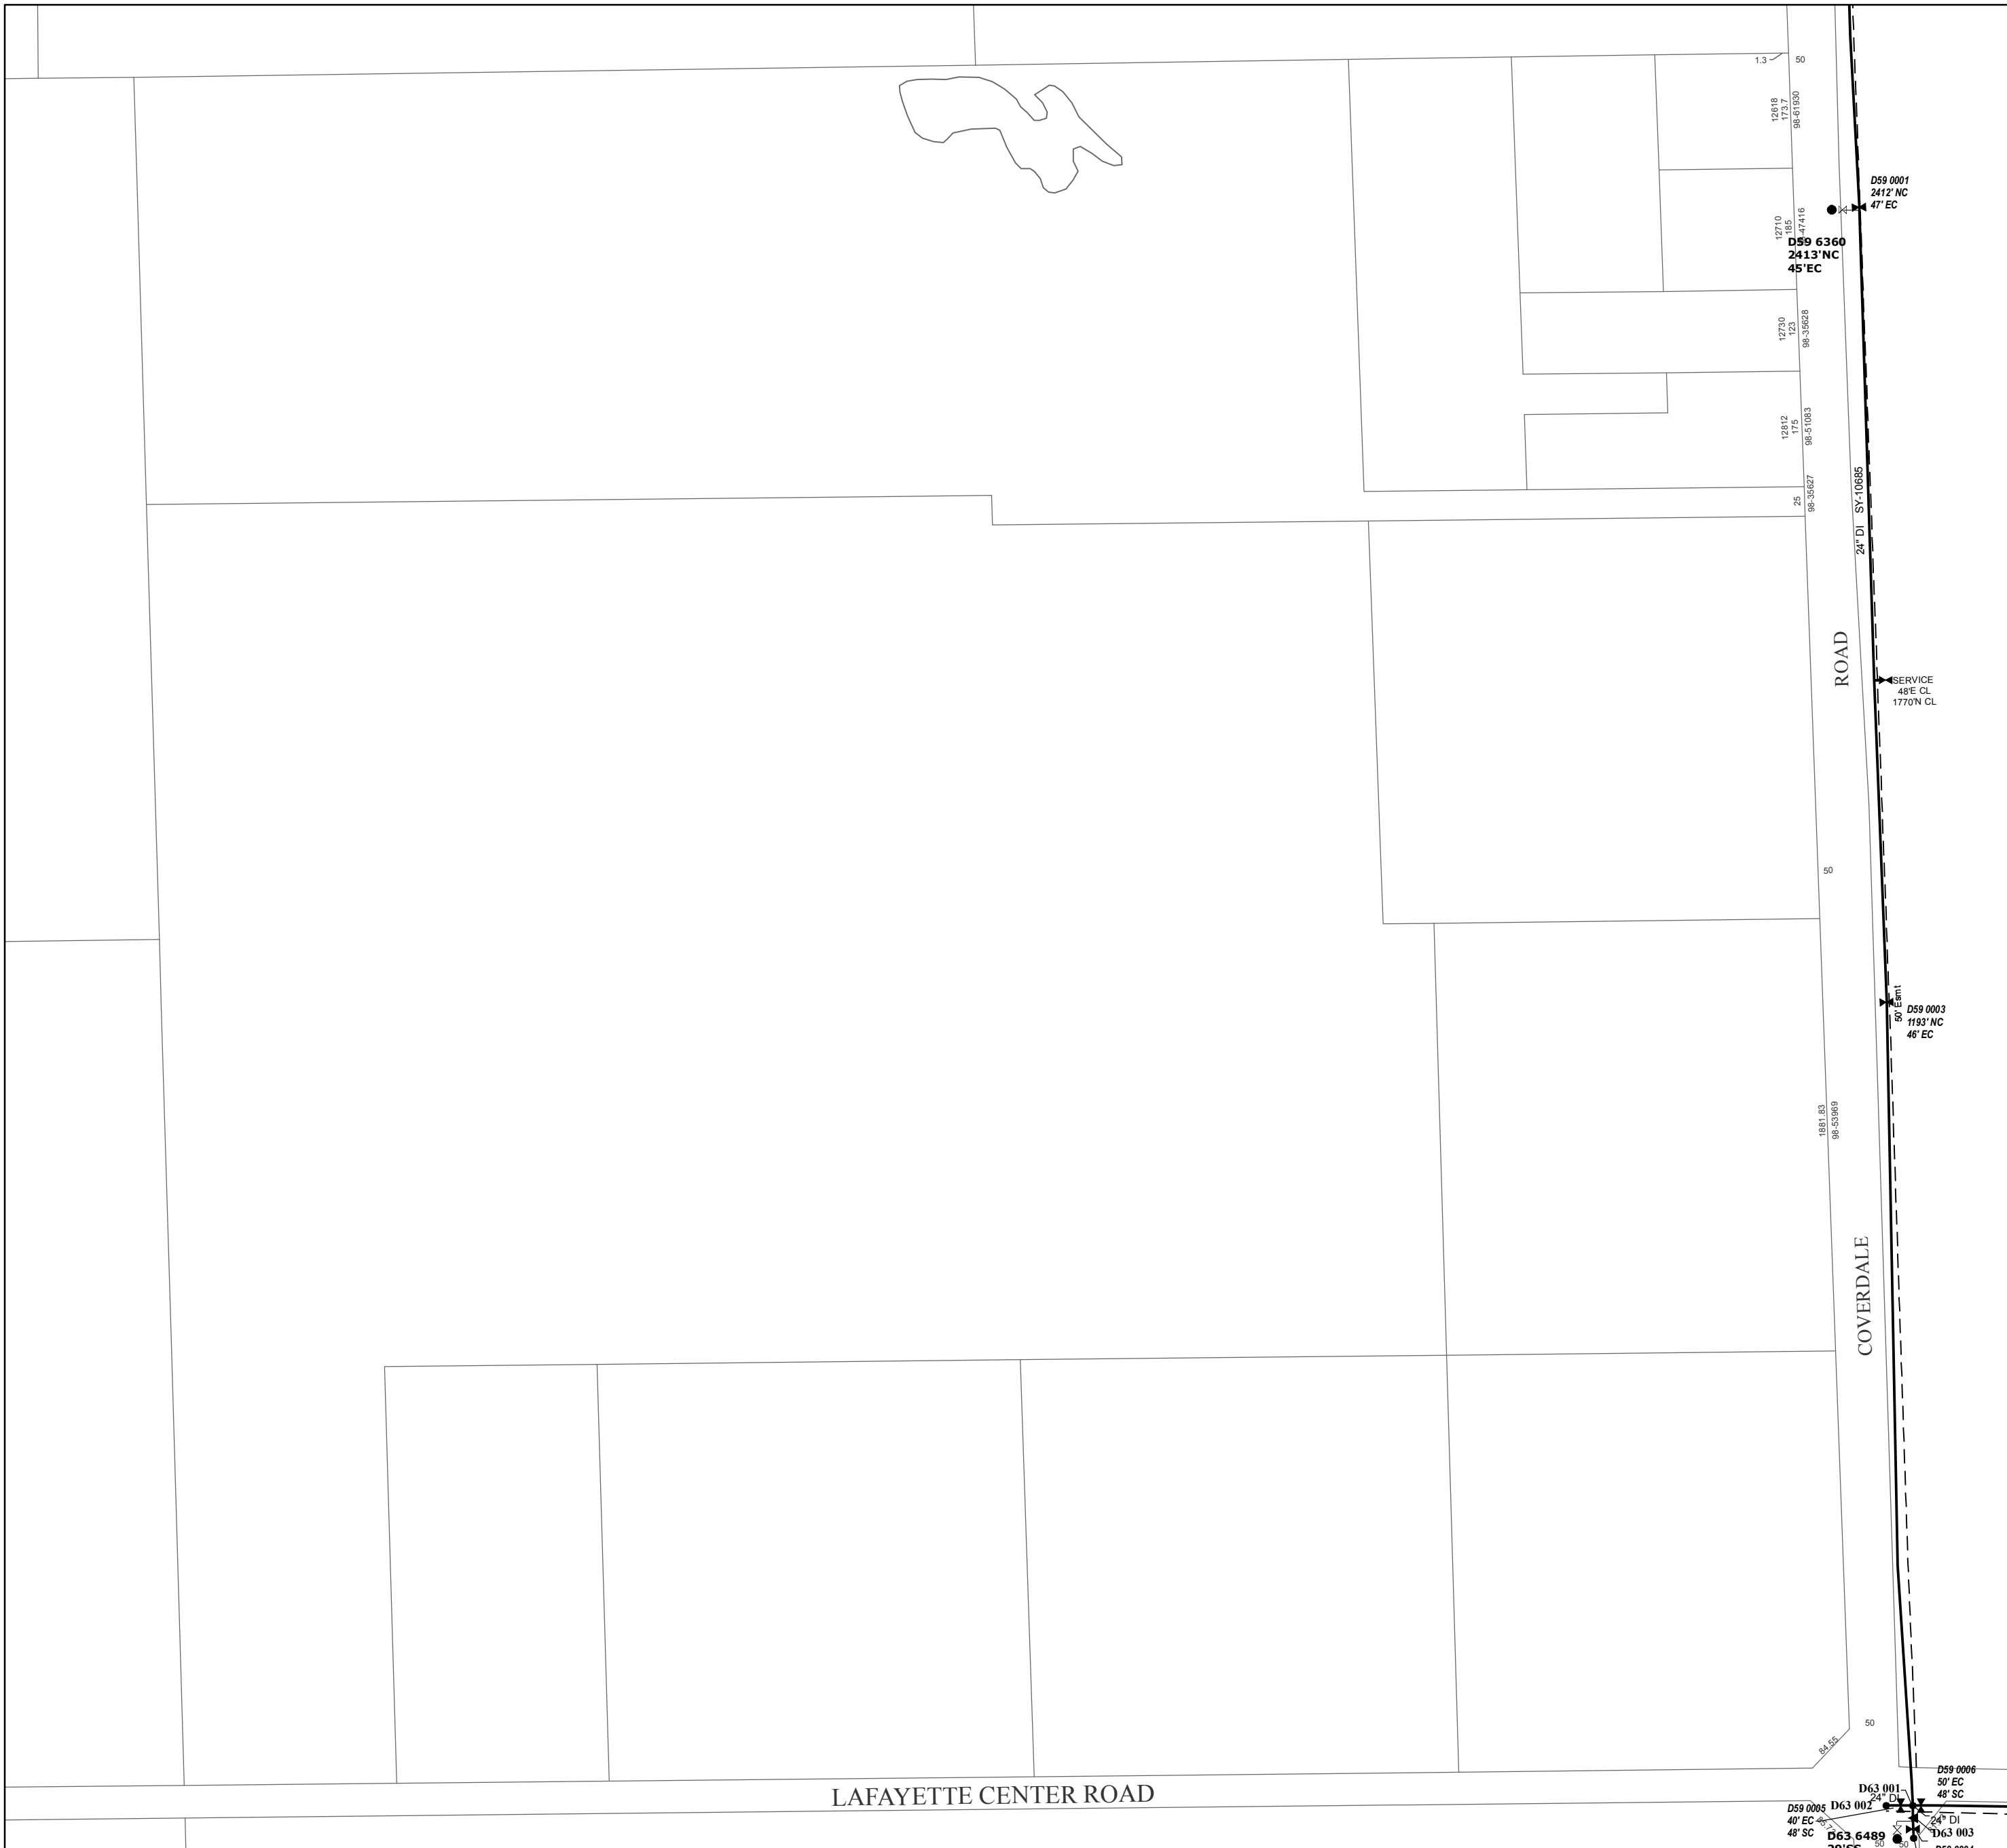 1.3
50
12618
173.7
98-61930
D59 0001
2412' NC
47' EC
12710
185
D59 6360
2413'NC
45'EC
12730
123
98-35628
12812
175
98-51083
25
98-35627
24" DI SY-10685
ROAD
SERVICE
48'E CL
1770'N CL
50
50' Esmt
D59 0003
1193' NC
46' EC
1881.83
98-53969
COVERDALE
50
84.55
LAFAYETTE CENTER ROAD
D59 0006
50' EC
48' SC
D63 001
24" DI
D63 002
D59 0005
40' EC
48' SC
24" DI
D63 003
D63 6489
50
50